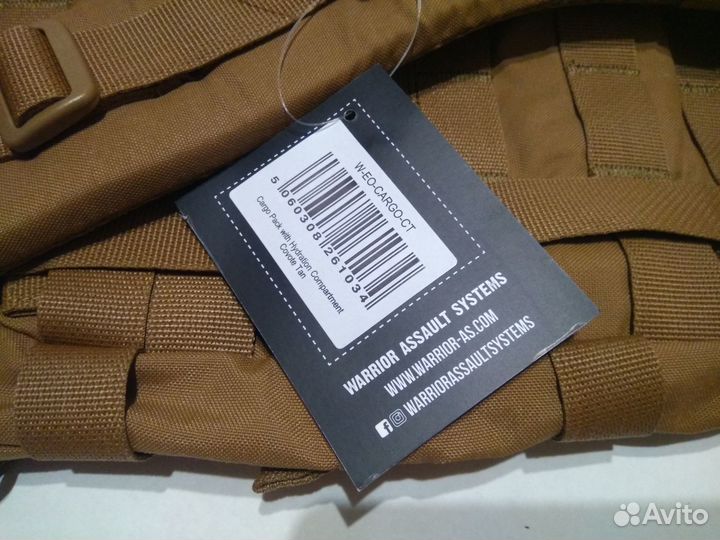 W-EO-CARGO-CT
5 060308 261034
Cargo Pack with Hydration Compartment
Coyote Tan
WARRIOR ASSAULT SYSTEMS
WWW.WARRIOR-AS.COM
WARRIORASSAULTSYSTEMS
Avito